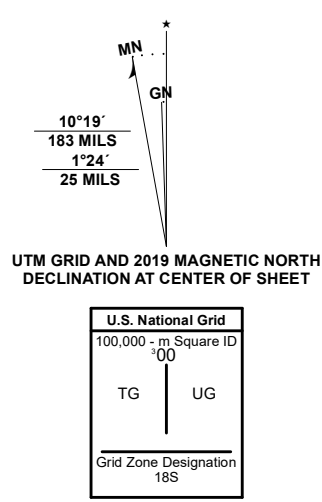 ★
MN
GN
10°19´
183 MILS
1°24´
25 MILS
UTM GRID AND 2019 MAGNETIC NORTH
DECLINATION AT CENTER OF SHEET
U.S. National Grid
100,000 - m Square ID
³00
TG UG
Grid Zone Designation
18S